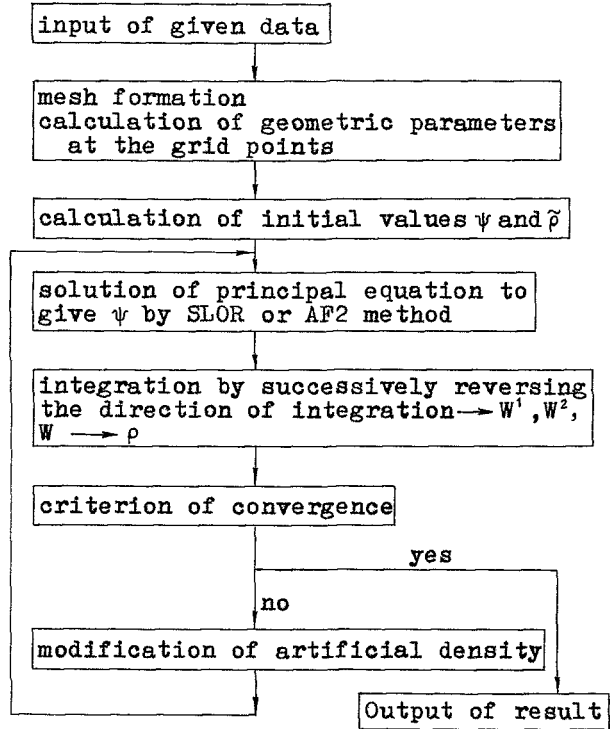 input of given data
mesh formation
calculation of geometric parameters
at the grid points
calculation of initial values ψ and ρ̃
solution of principal equation to
give ψ by SLOR or AF2 method
integration by successively reversing
the direction of integration → W¹, W²,
W → ρ
criterion of convergence
yes
no
modification of artificial density
Output of result